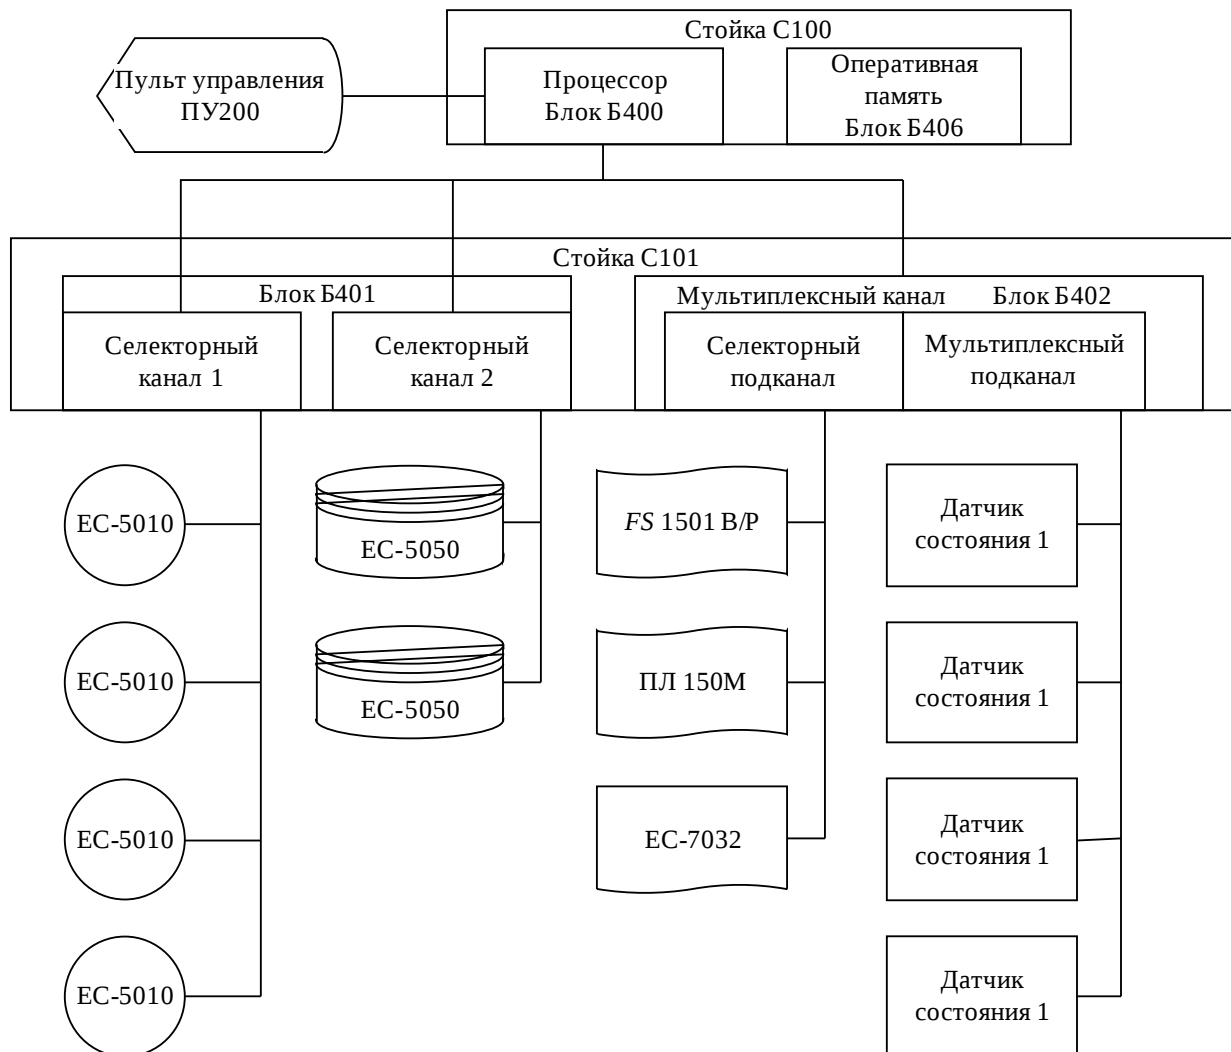 Стойка С100
Пульт управления
ПУ200
Процессор
Блок Б400
Оперативная
память
Блок Б406
Стойка С101
Блок Б401
Мультиплексный канал Блок Б402
Селекторный
канал 1
Селекторный
канал 2
Селекторный
подканал
Мультиплексный
подканал
ЕС-5010
ЕС-5050
FS 1501 В/Р
Датчик
состояния 1
ЕС-5010
ЕС-5050
ПЛ 150М
Датчик
состояния 1
ЕС-5010
ЕС-7032
Датчик
состояния 1
ЕС-5010
Датчик
состояния 1